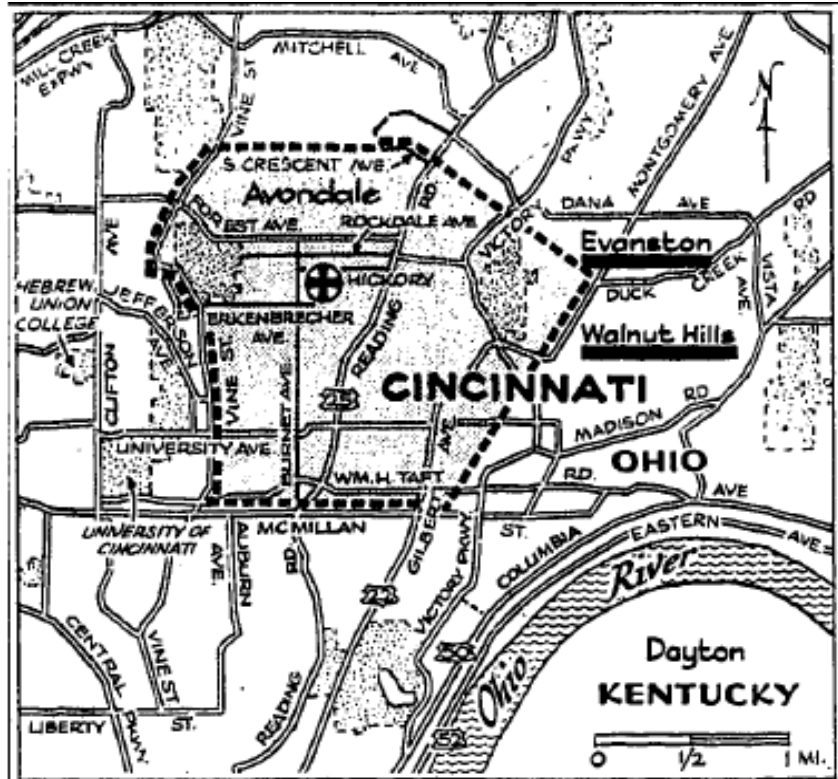 MILL CREEK
EXPWY
VINE ST
MITCHELL
AVE
N
S. CRESCENT AVE.
Avondale
RD.
PKWY
MONTGOMERY AVE
FOREST AVE.
ROCKDALE AVE.
VICTORY
DANA AVE
RD
AVE
Evanston
HICKORY
DUCK CREEK
HEBREW
UNION
COLLEGE
JEFFERSON
AVE
ERKENBRECHER
AVE
VISTA
AVE.
Walnut Hills
CLIFTON
VINE ST.
BURNET AVE.
READING
CINCINNATI
25
MADISON RD
UNIVERSITY AVE.
AVE
OHIO
WM. H. TAFT
RD.
UNIVERSITY OF
CINCINNATI
MCMILLAN
ST.
AVE
AVE.
AUBURN
RD
GILBERT
VICTORY PKWY
COLUMBIA
EASTERN
AVE.
River
22
CENTRAL PKWY.
VINE ST
50
Ohio
Dayton
KENTUCKY
LIBERTY ST.
READING
52
0 1/2 1 MI.